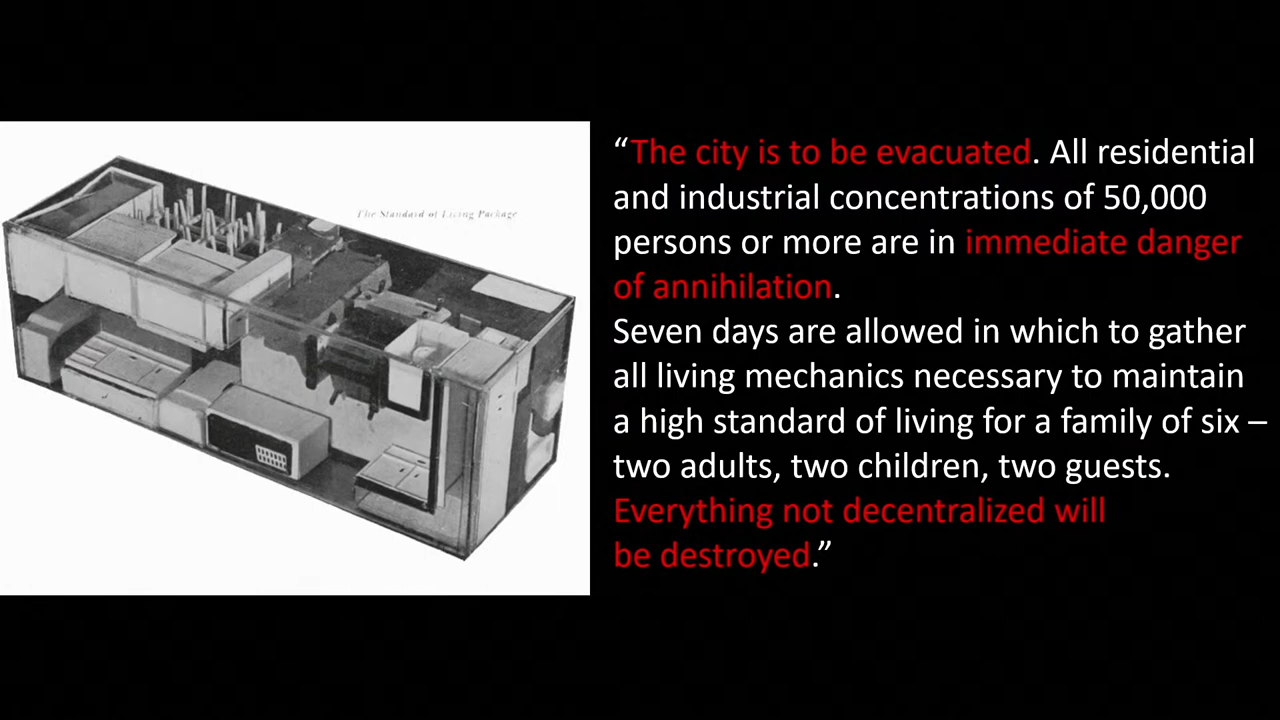 The Standard of Living Package
“The city is to be evacuated. All residential
and industrial concentrations of 50,000
persons or more are in immediate danger
of annihilation.
Seven days are allowed in which to gather
all living mechanics necessary to maintain
a high standard of living for a family of six –
two adults, two children, two guests.
Everything not decentralized will
be destroyed.”